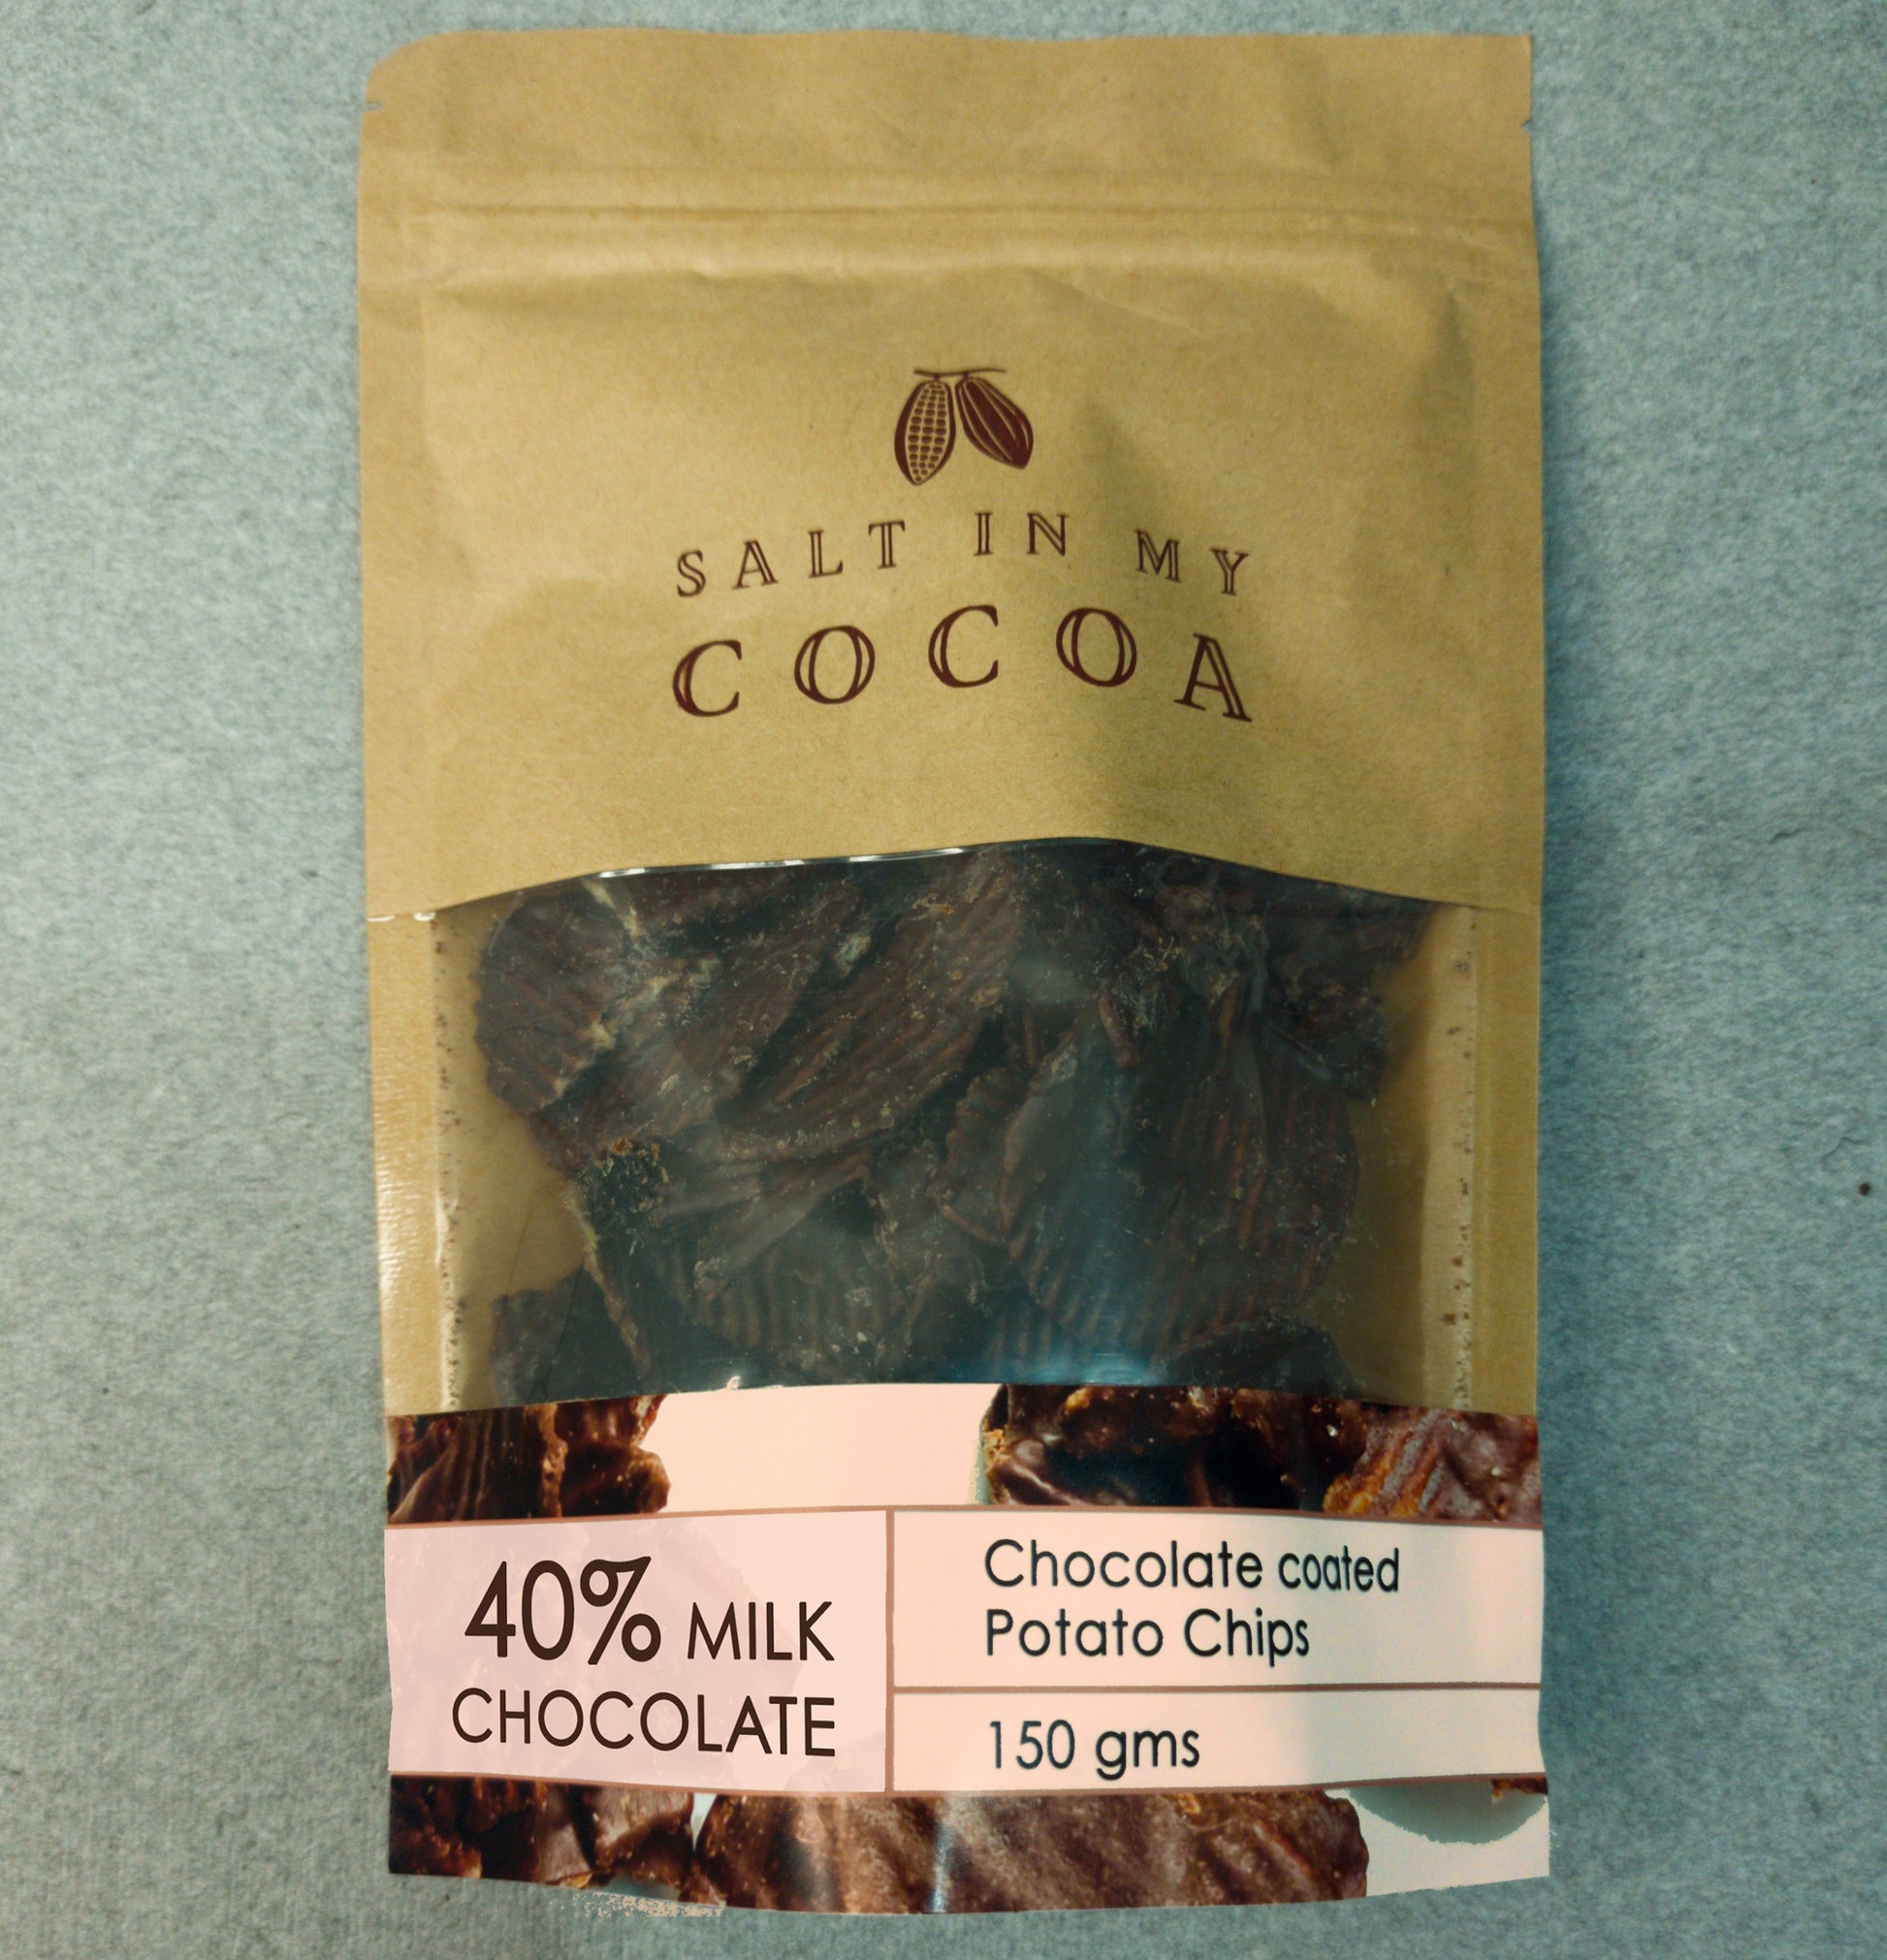 SALT IN MY
COCOA
40% MILK
CHOCOLATE
Chocolate coated
Potato Chips
150 gms